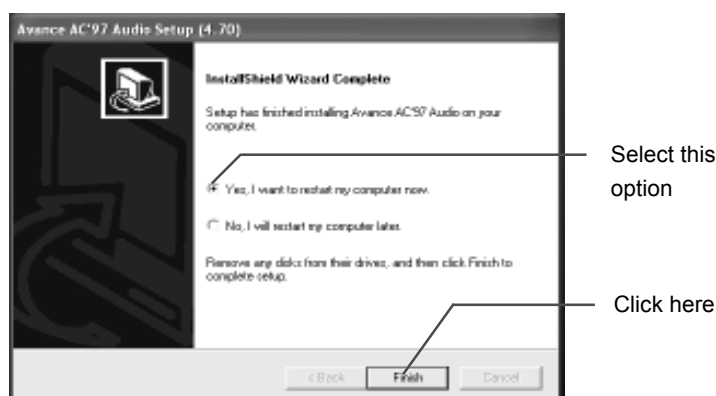 Avance AC'97 Audio Setup (4.70)
InstallShield Wizard Complete
Setup has finished installing Avance AC'97 Audio on your
computer.
Select this
option
Yes, I want to restart my computer now.
No, I will restart my computer later.
Remove any disks from their drives, and then click Finish to
complete setup.
Click here
< Back
Finish
Cancel